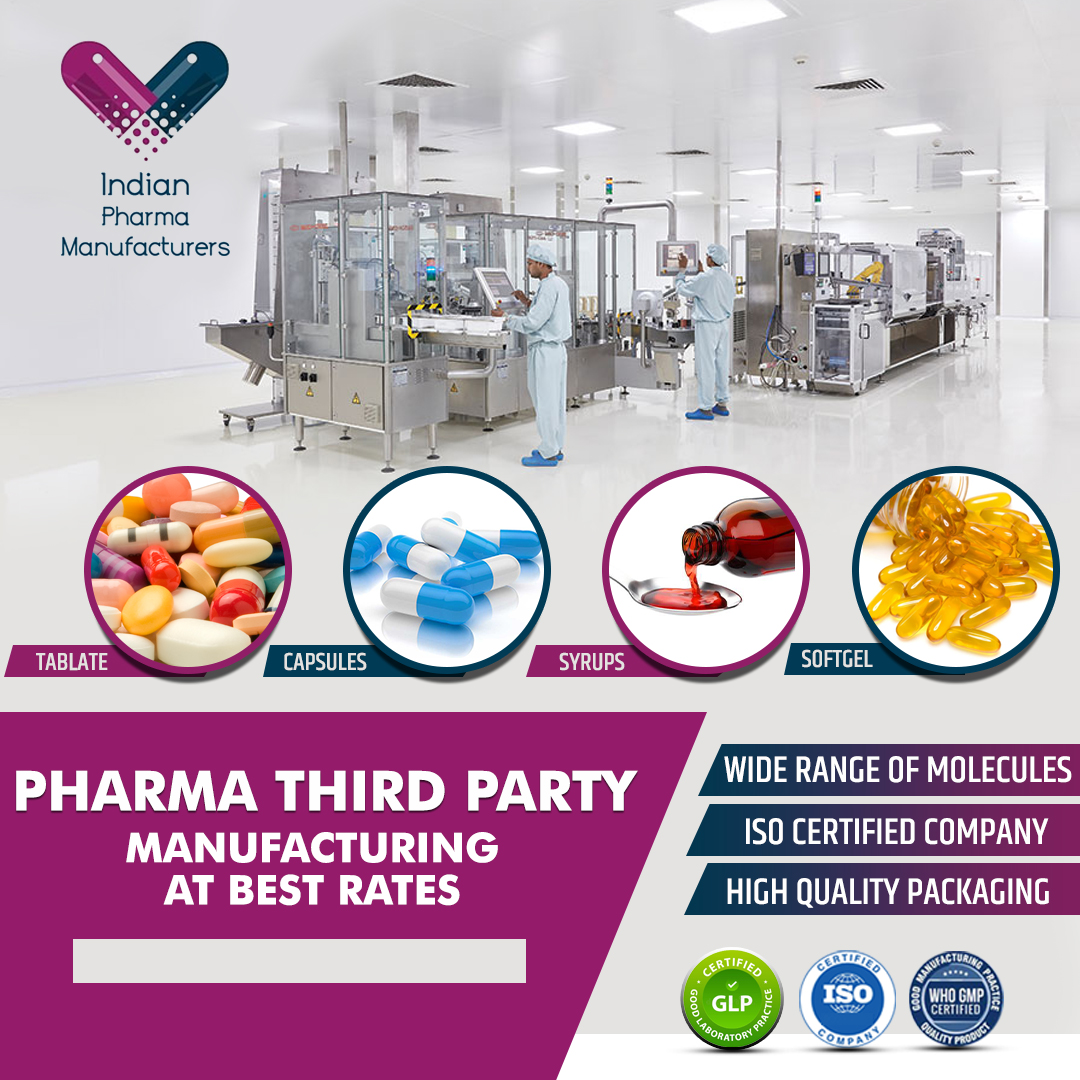 Indian
Pharma
Manufacturers
TABLATE
CAPSULES
SYRUPS
SOFTGEL
PHARMA THIRD PARTY
MANUFACTURING
AT BEST RATES
WIDE RANGE OF MOLECULES
ISO CERTIFIED COMPANY
HIGH QUALITY PACKAGING
CERTIFIED
GLP
GOOD LABORATORY PRACTICE
CERTIFIED
ISO
COMPANY
GOOD MANUFACTURING PRACTICE
WHO GMP
CERTIFIED
QUALITY PRODUCT